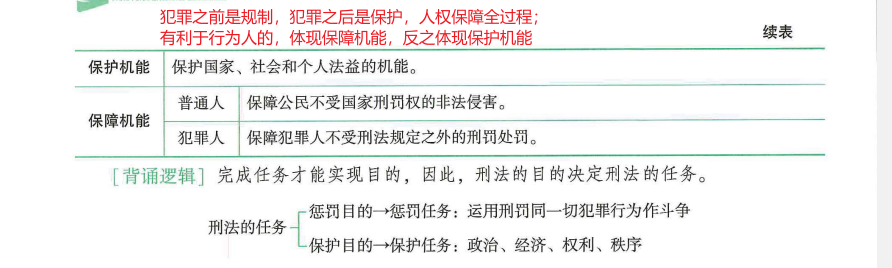 犯罪之前是规制，犯罪之后是保护，人权保障全过程；
有利于行为人的，体现保障机能，反之体现保护机能
续表
保护机能 保护国家、社会和个人法益的机能。
保障机能 普通人 保障公民不受国家刑罚权的非法侵害。
犯罪人 保障犯罪人不受刑法规定之外的刑罚处罚。
[背诵逻辑] 完成任务才能实现目的，因此，刑法的目的决定刑法的任务。
刑法的任务
惩罚目的→惩罚任务：运用刑罚同一切犯罪行为作斗争
保护目的→保护任务：政治、经济、权利、秩序